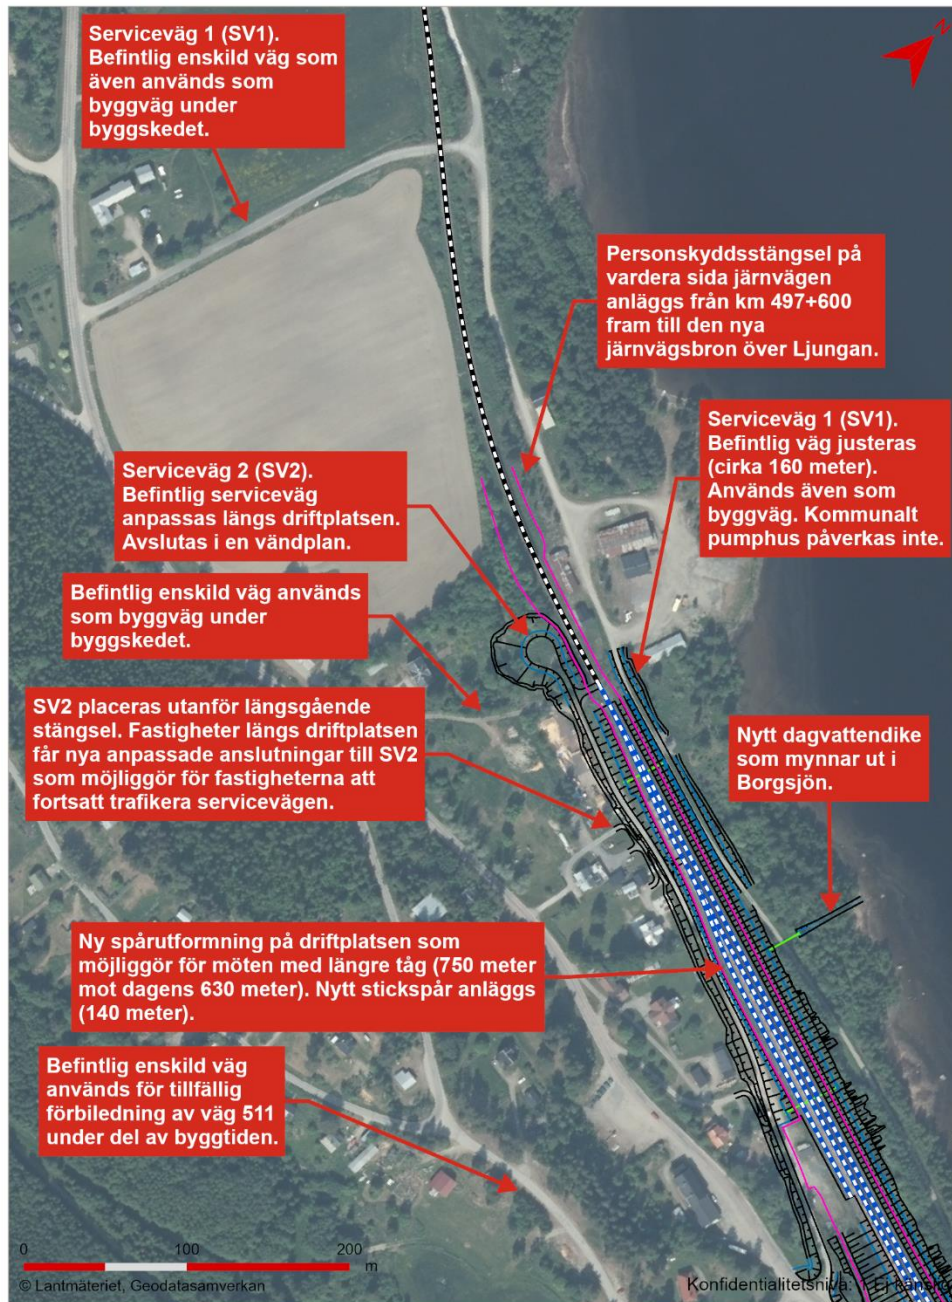 Serviceväg 1 (SV1).
Befintlig enskild väg som
även används som
byggväg under
byggskedet.
N
Personskyddsstängsel på
vardera sida järnvägen
anläggs från km 497+600
fram till den nya
järnvägsbron över Ljungan.
Serviceväg 1 (SV1).
Befintlig väg justeras
(cirka 160 meter).
Används även som
byggväg. Kommunalt
pumphus påverkas inte.
Serviceväg 2 (SV2).
Befintlig serviceväg
anpassas längs driftplatsen.
Avslutas i en vändplan.
Befintlig enskild väg används
som byggväg under
byggskedet.
SV2 placeras utanför längsgående
stängsel. Fastigheter längs driftplatsen
får nya anpassade anslutningar till SV2
som möjliggör för fastigheterna att
fortsatt trafikera servicevägen.
Nytt dagvattendike
som mynnar ut i
Borgsjön.
Ny spårutformning på driftplatsen som
möjliggör för möten med längre tåg (750 meter
mot dagens 630 meter). Nytt stickspår anläggs
(140 meter).
Befintlig enskild väg
används för tillfällig
förbiledning av väg 511
under del av byggtiden.
0 100 200
m
© Lantmäteriet, Geodatasamverkan
Konfidentialitetsnivå: 1 Ej